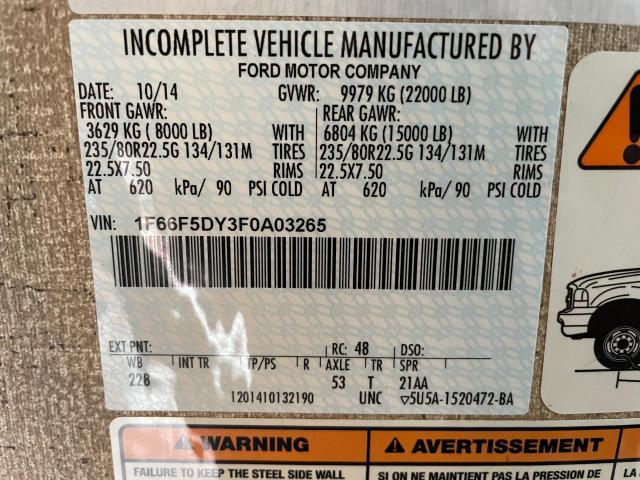 INCOMPLETE VEHICLE MANUFACTURED BY
FORD MOTOR COMPANY
DATE: 10/14 GVWR: 9979 KG (22000 LB)
FRONT GAWR: REAR GAWR:
3629 KG ( 8000 LB) WITH 6804 KG (15000 LB) WITH
235/80R22.5G 134/131M TIRES 235/80R22.5G 134/131M TIRES
22.5X7.50 RIMS 22.5X7.50 RIMS
AT 620 kPa/ 90 PSI COLD AT 620 kPa/ 90 PSI COLD
VIN: 1F66F5DY3F0A03265
EXT PNT: RC: 48 DSO:
WB INT TR TP/PS R AXLE TR SPR
228 53 T 21AA
1201410132190 UNC ▽5U5A-1520472-BA
WARNING AVERTISSEMENT
FAILURE TO KEEP THE STEEL SIDE WALL SI ON NE MAINTIENT PAS LA PRESSION DE LA